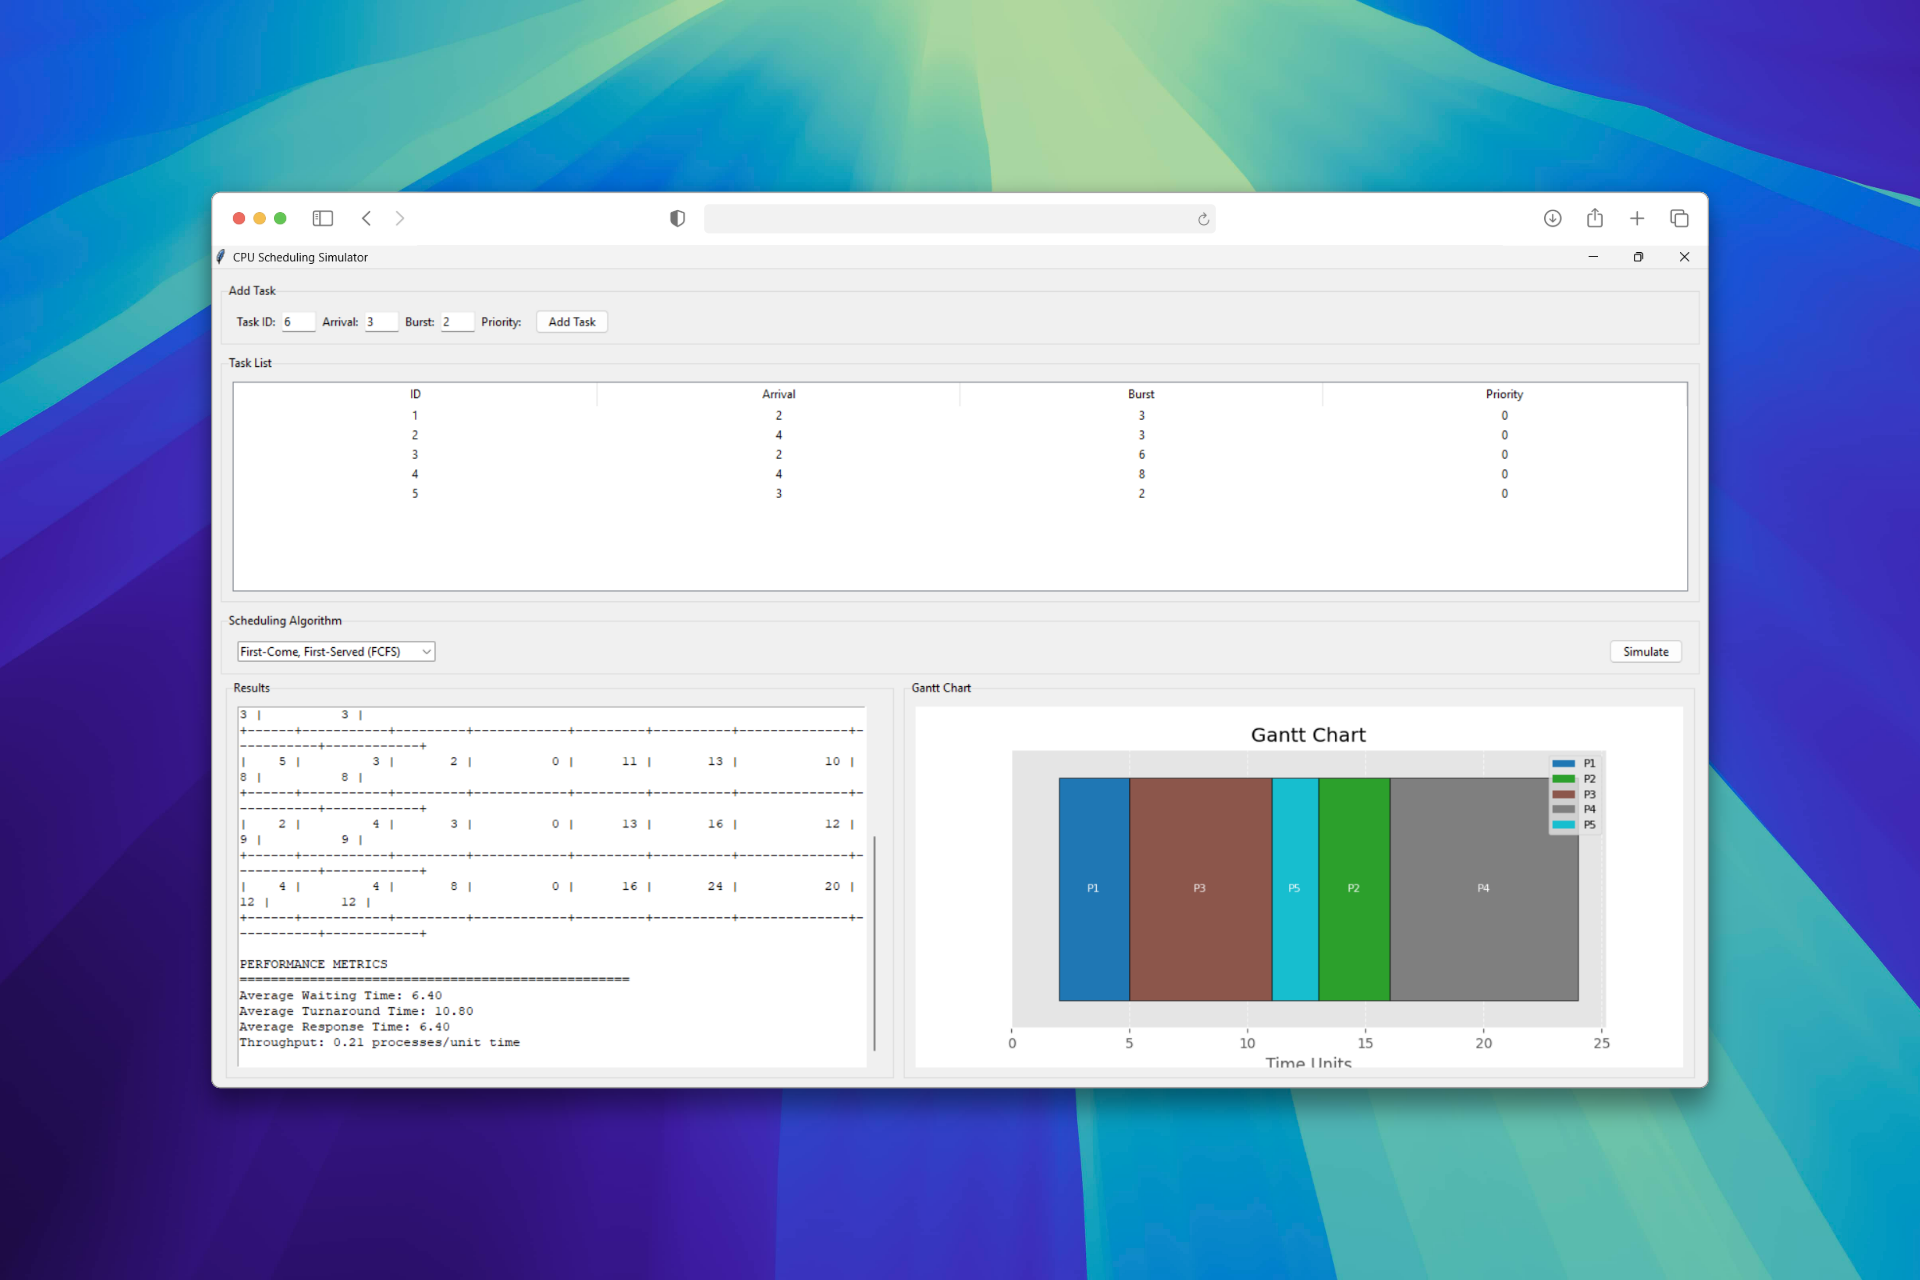 CPU Scheduling Simulator
Add Task
Task ID: 6 Arrival: 3 Burst: 2 Priority: Add Task
Task List
ID Arrival Burst Priority
1 2 3 0
2 4 3 0
3 2 6 0
4 4 8 0
5 3 2 0
Scheduling Algorithm
First-Come, First-Served (FCFS)
Simulate
Results
3 | 3 |
+------+-----------+---------+------------+---------+----------+--------------+-
----------+------------+
| 5 | 3 | 2 | 0 | 11 | 13 | 10 |
8 | 8 |
+------+-----------+---------+------------+---------+----------+--------------+-
----------+------------+
| 2 | 4 | 3 | 0 | 13 | 16 | 12 |
9 | 9 |
+------+-----------+---------+------------+---------+----------+--------------+-
----------+------------+
| 4 | 4 | 8 | 0 | 16 | 24 | 20 |
12 | 12 |
+------+-----------+---------+------------+---------+----------+--------------+-
----------+------------+
PERFORMANCE METRICS
==================================================
Average Waiting Time: 6.40
Average Turnaround Time: 10.80
Average Response Time: 6.40
Throughput: 0.21 processes/unit time
Gantt Chart
Gantt Chart
P1
P2
P3
P4
P5
P1 P3 P5 P2 P4
0 5 10 15 20 25
Time Units